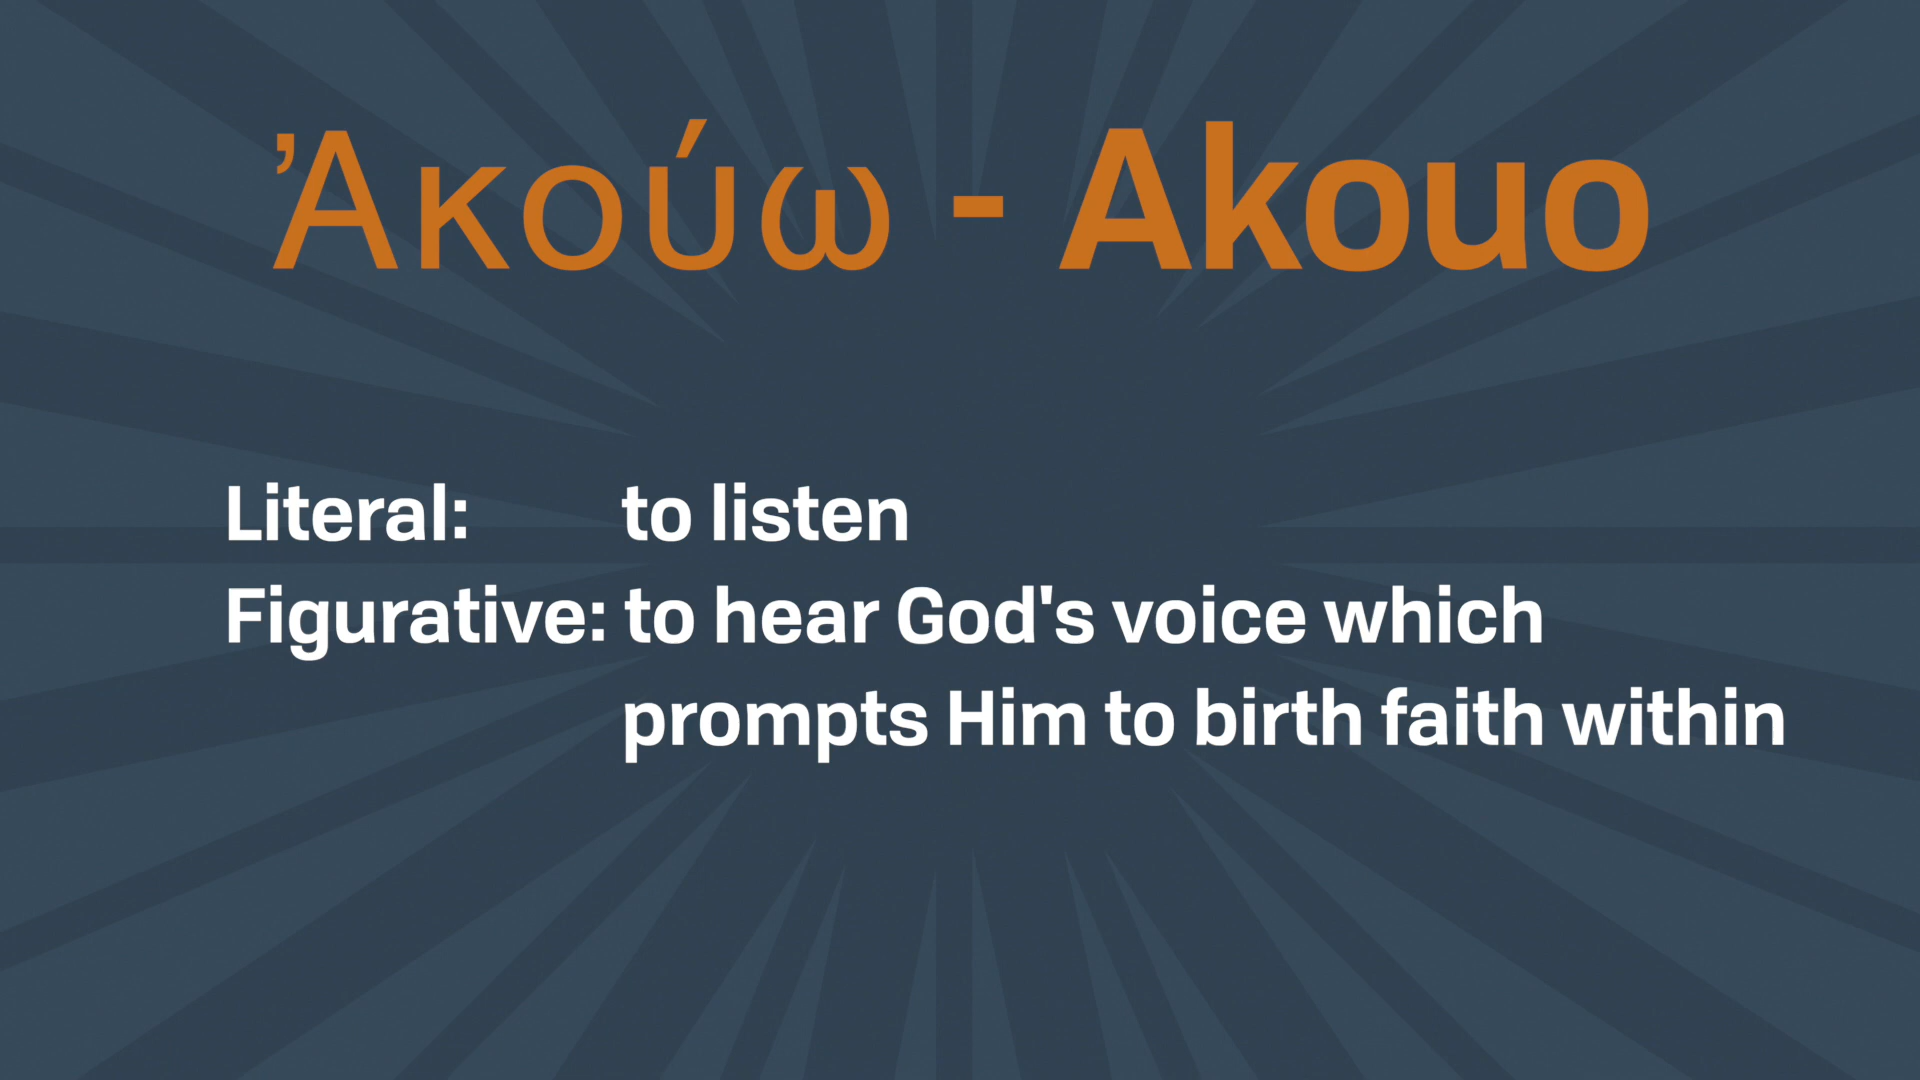 Ἀκούω - Akouo
Literal: to listen
Figurative: to hear God's voice which
prompts Him to birth faith within